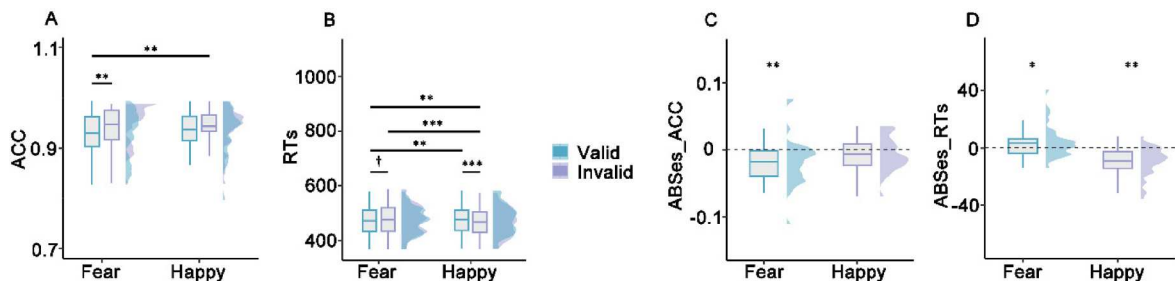 A
ACC
1.1
0.9
0.7
**
**
Fear
Happy
B
RTs
1000
800
600
400
**
***
**
†
***
Fear
Happy
Valid
Invalid
C
ABSes_ACC
0.1
0
-0.1
**
Fear
Happy
D
ABSes_RTs
40
0
-40
*
**
Fear
Happy